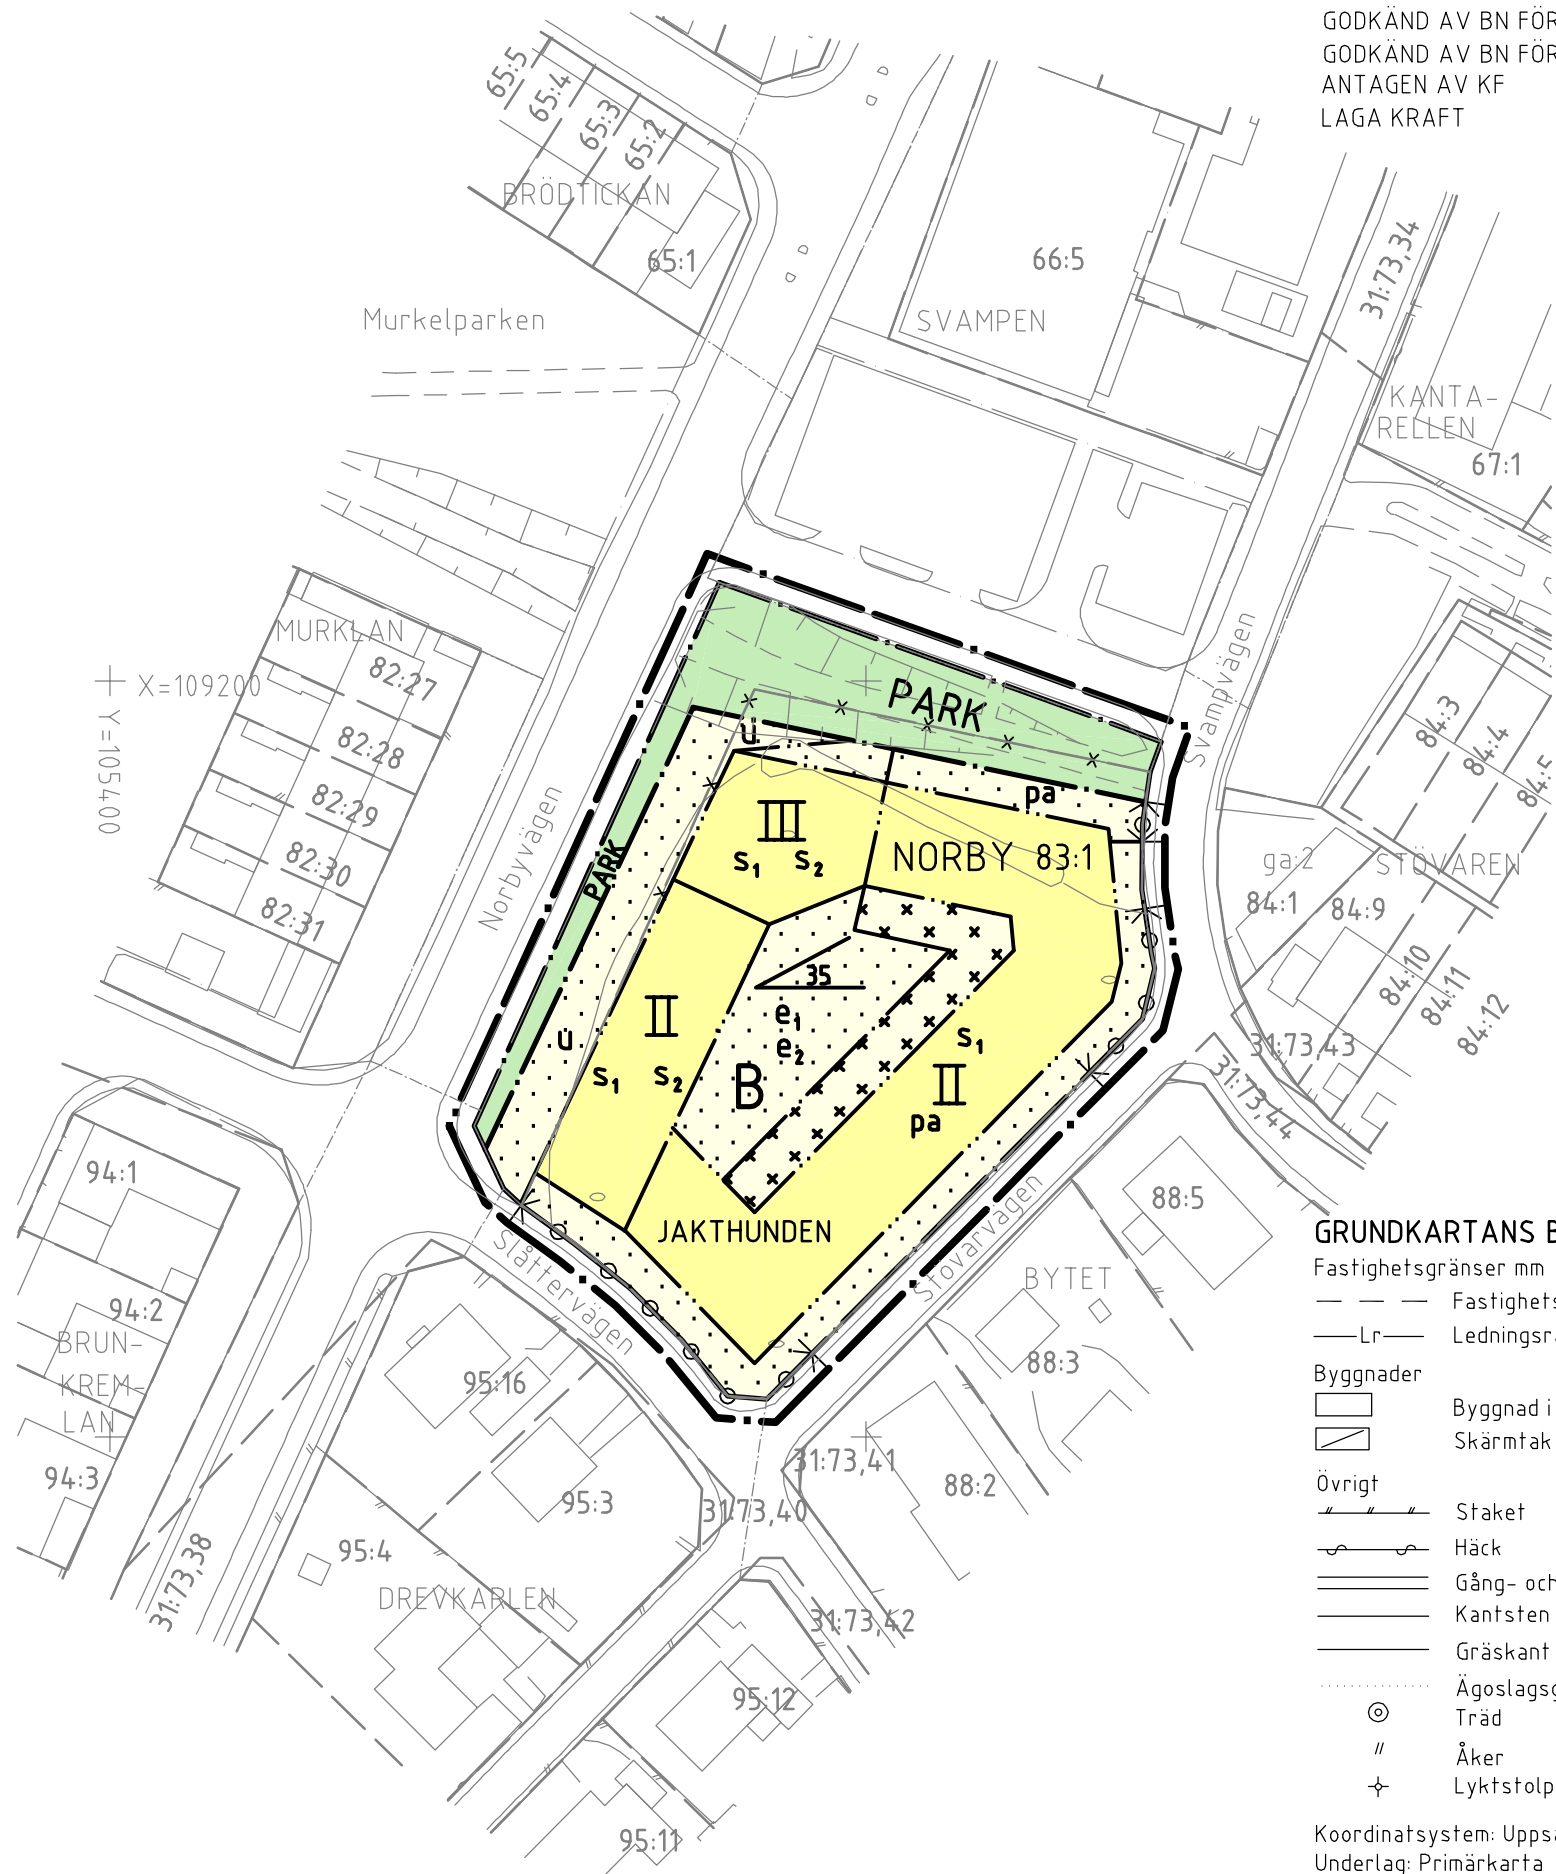 GODKÄND AV BN FÖR
GODKÄND AV BN FÖR
ANTAGEN AV KF
LAGA KRAFT
65:5
65:4
65:3
65:2
BRÖDTICKAN
65:1
66:5
31:73,34
Murkelparken
SVAMPEN
KANTA-
RELLEN
67:1
MURKLAN
82:27
X=109200
Y=105400
82:28
82:29
82:30
82:31
Norbyvägen
Svampvägen
PARK
PARK
u
pa
III
s1 s2
NORBY 83:1
84:3
84:4
84:5
ga:2
STÖVAREN
84:1
84:9
84:10
84:11
84:12
35
e1
e2
B
II
s1 s2
u
s1
II
pa
JAKTHUNDEN
31:73,43
31:73,44
94:1
94:2
BRUN-
KREM-
LAN
94:3
Slåttervägen
Stövarvägen
BYTET
88:5
88:3
88:2
95:16
95:3
95:4
31:73,41
31:73,40
31:73,38
DREVKARLEN
31:73,42
95:12
95:11
GRUNDKARTANS B
Fastighetsgränser mm
Fastighets
Lr Ledningsr
Byggnader
Byggnad i
Skärmtak
Övrigt
Staket
Häck
Gång- och
Kantsten
Gräskant
Ägoslagsg
Träd
Åker
Lyktstolp
Koordinatsystem: Uppsa
Underlag: Primärkarta